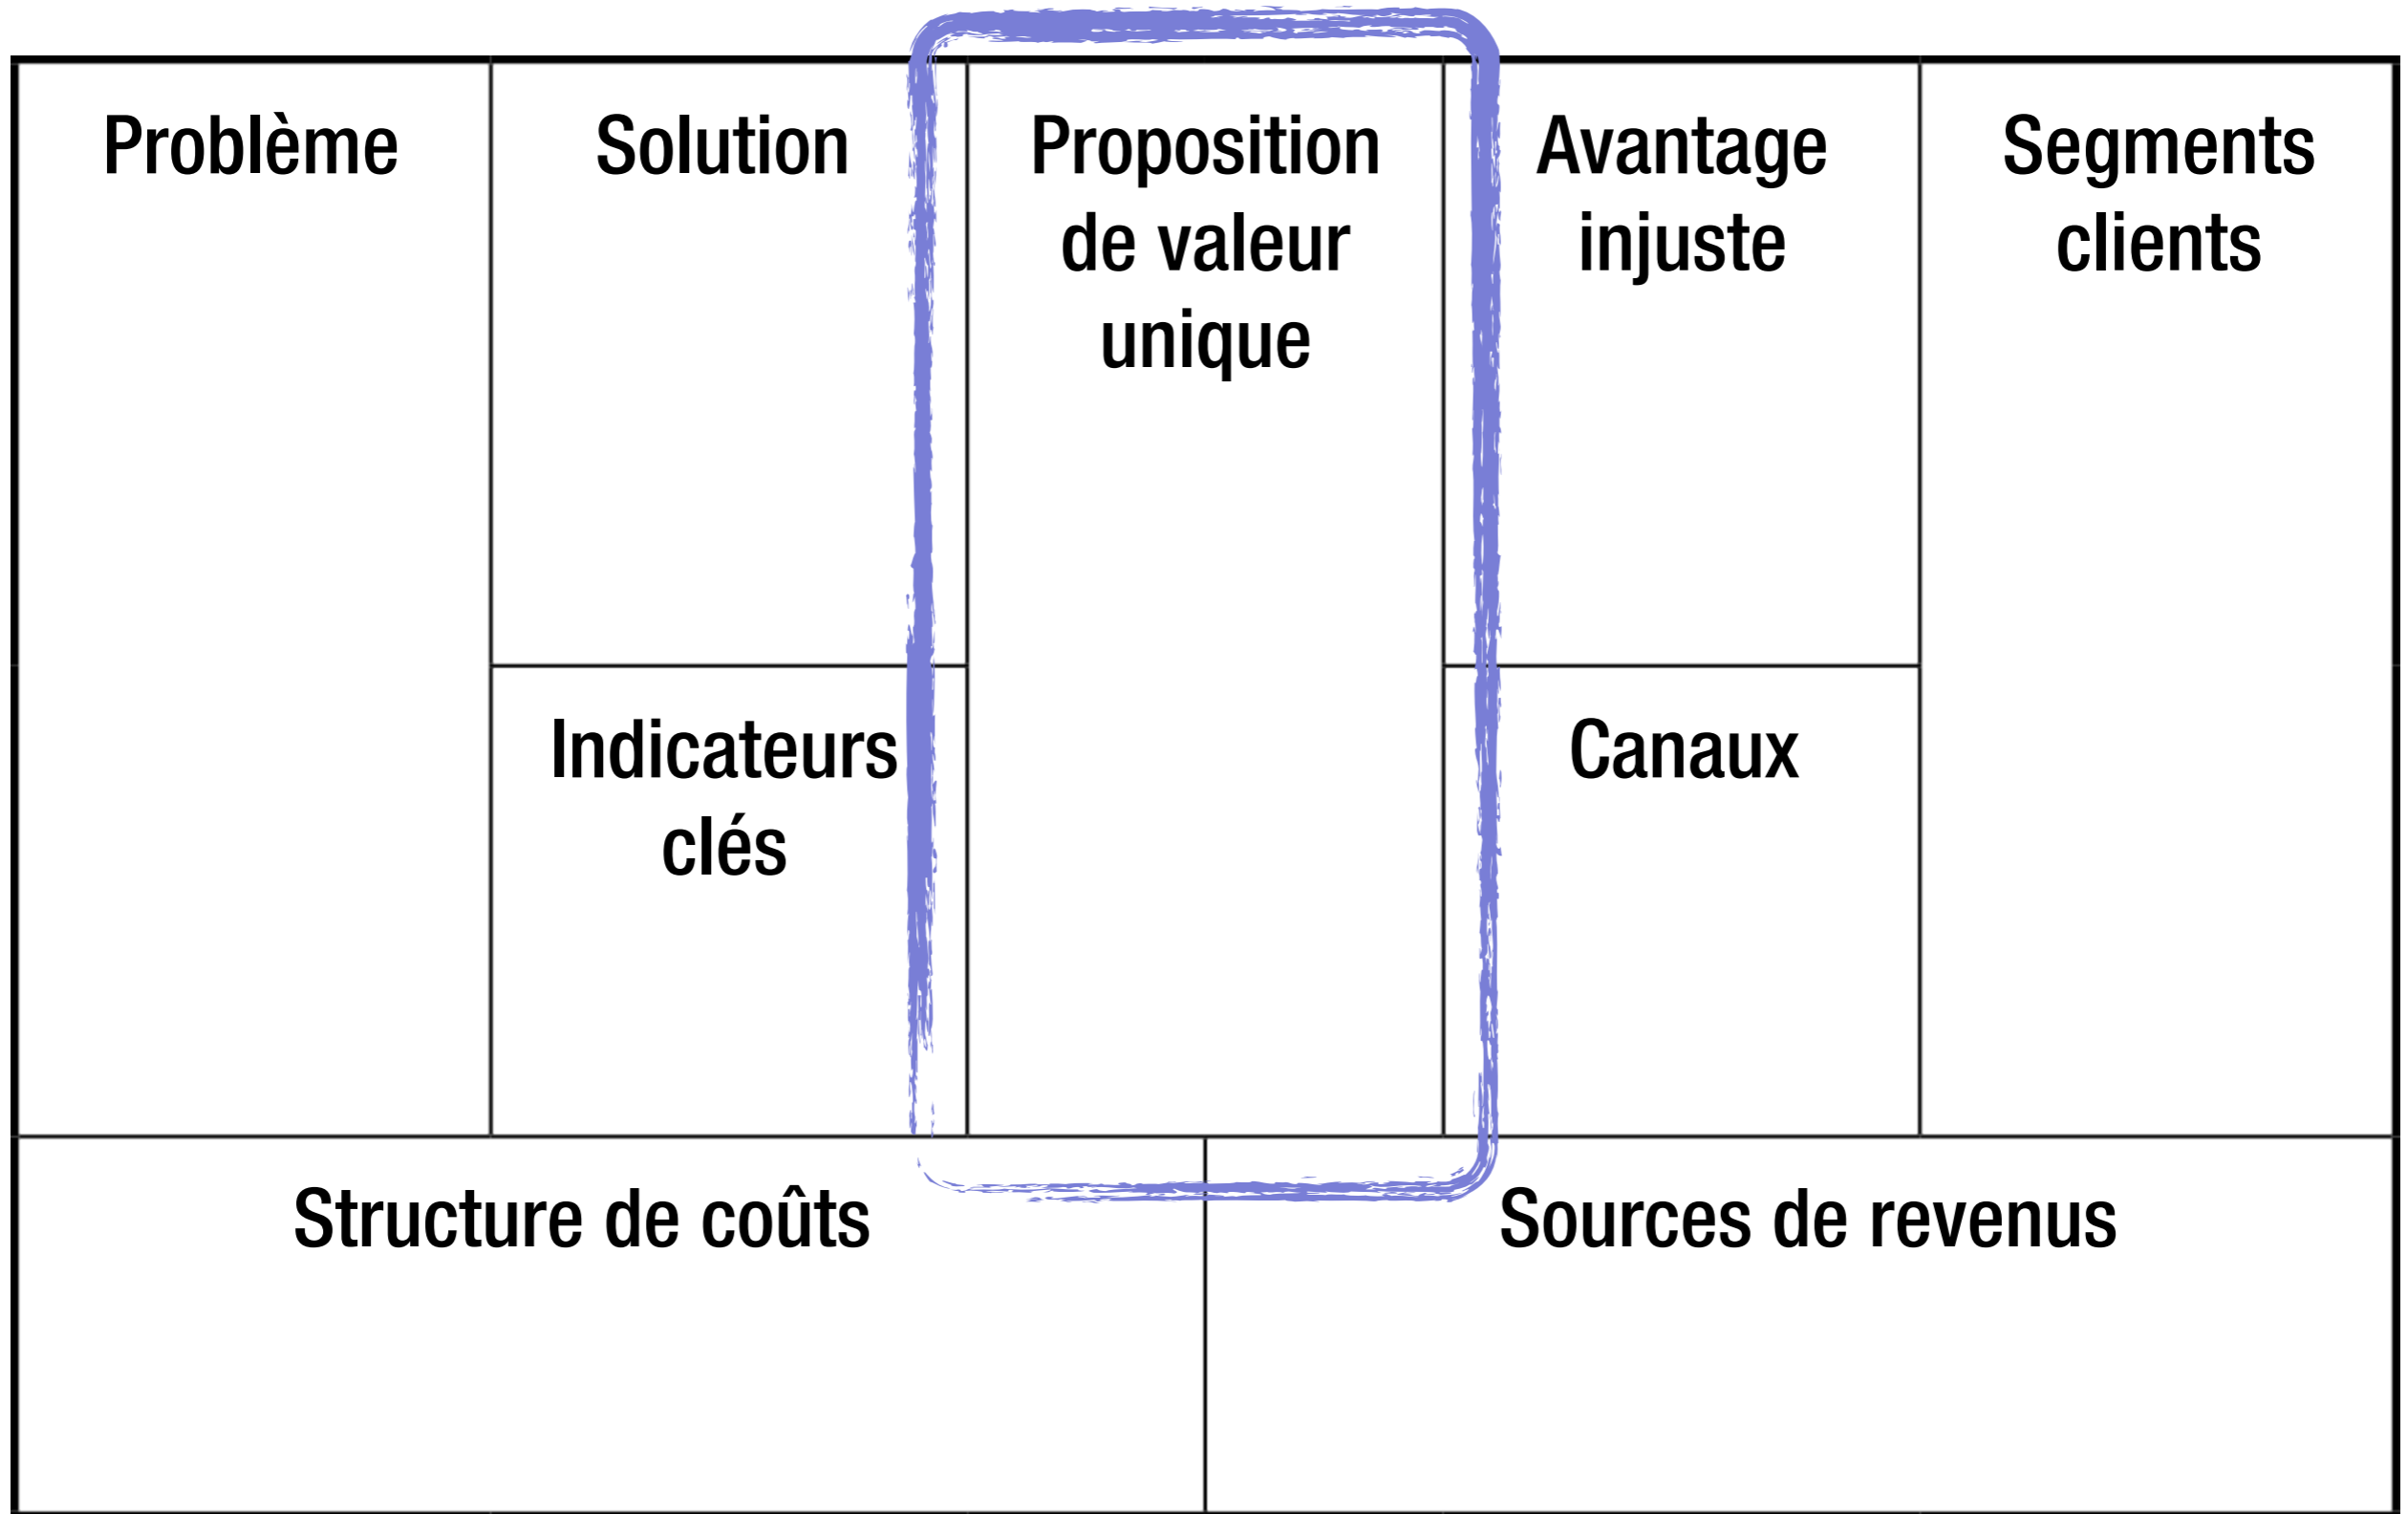 Problème
Solution
Proposition
de valeur
unique
Avantage
injuste
Segments
clients
Indicateurs
clés
Canaux
Structure de coûts
Sources de revenus